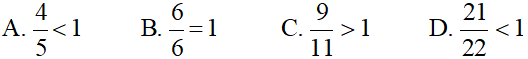 A. 4/5 < 1 B. 6/6 = 1 C. 9/11 > 1 D. 21/22 < 1